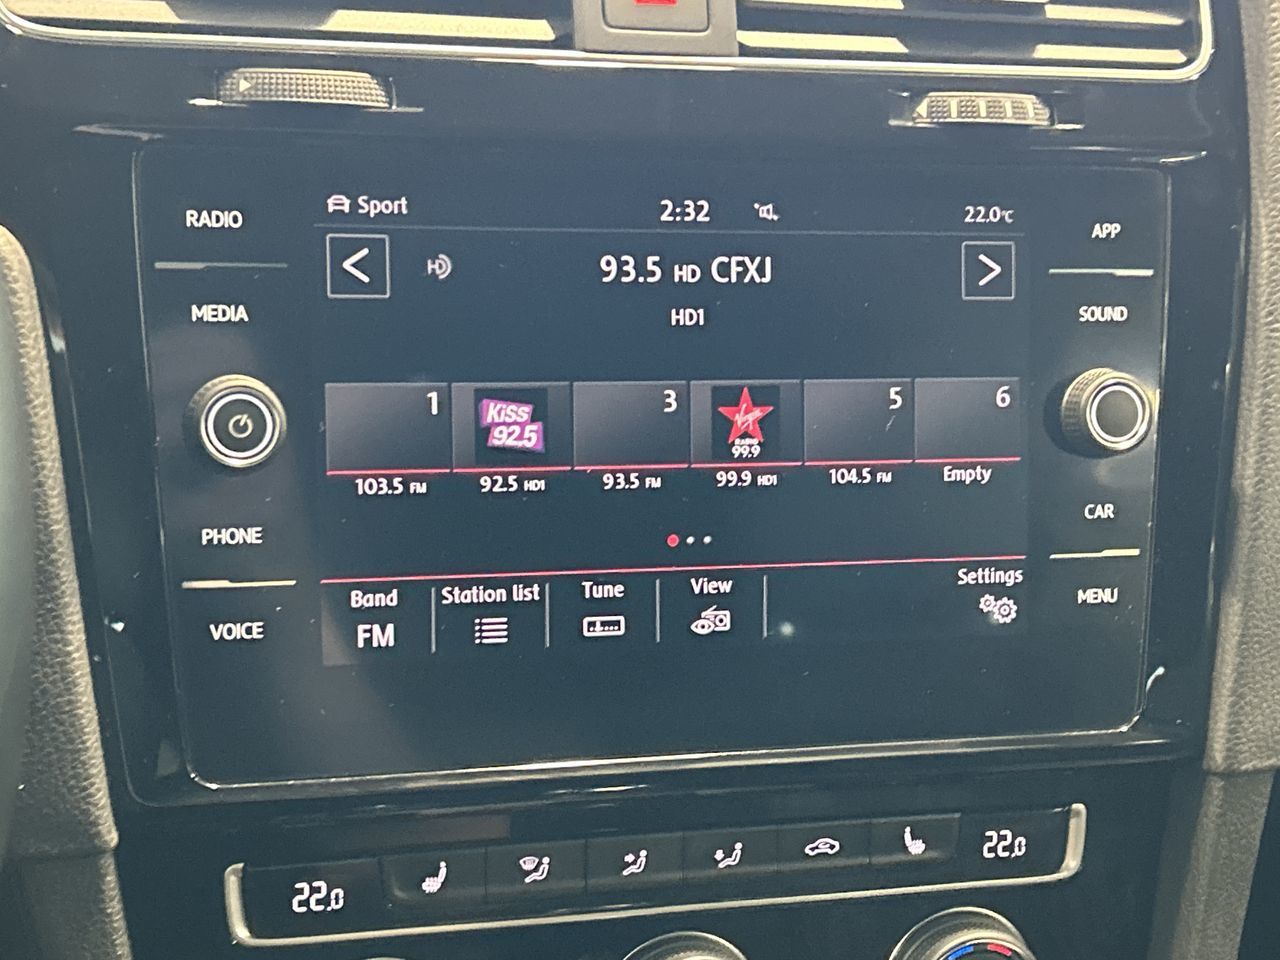 RADIO
MEDIA
PHONE
VOICE
Sport
2:32
22.0°C
<
HD
93.5 HD CFXJ
>
HD1
1
Kiss
92.5
3
Virgin
RADIO
99.9
5
6
103.5 FM
92.5 HD1
93.5 FM
99.9 HD1
104.5 FM
Empty
Band
FM
Station list
Tune
View
Settings
APP
SOUND
CAR
MENU
22.0
22.0